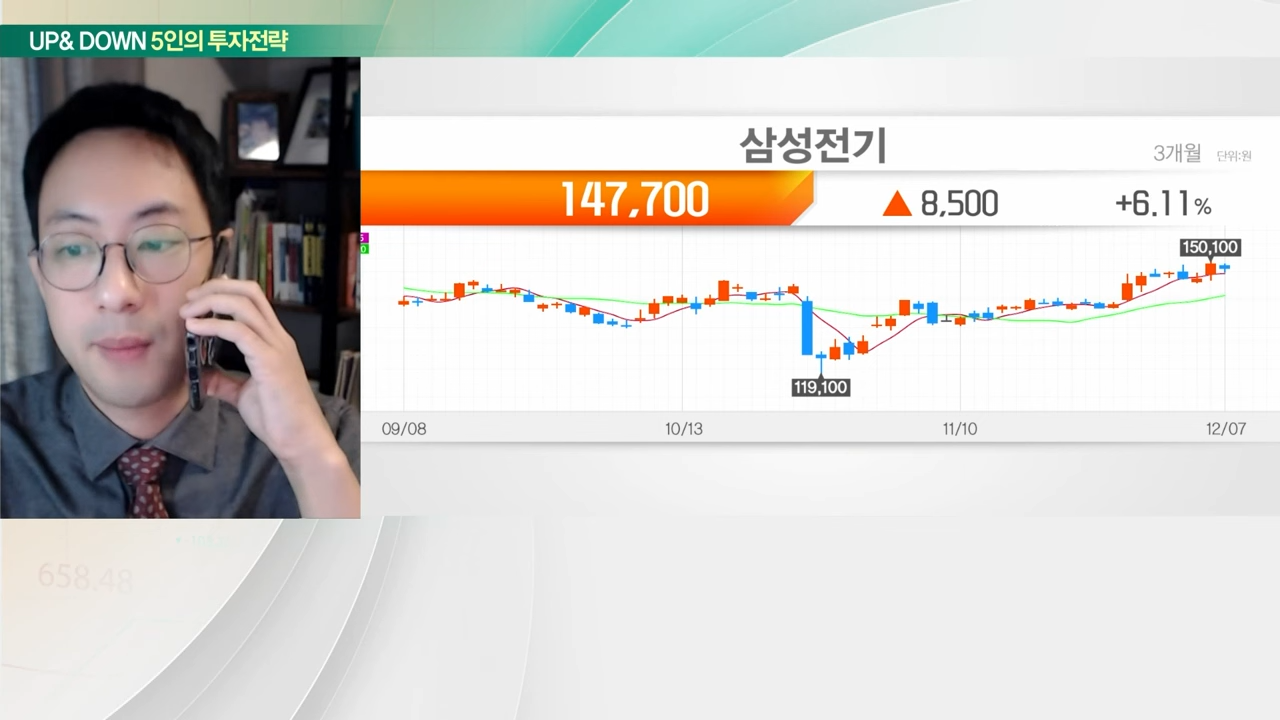 UP& DOWN 5인의 투자전략
삼성전기
3개월 단위:원
147,700 ▲ 8,500 +6.11%
150,100
119,100
09/08 10/13 11/10 12/07
658.48